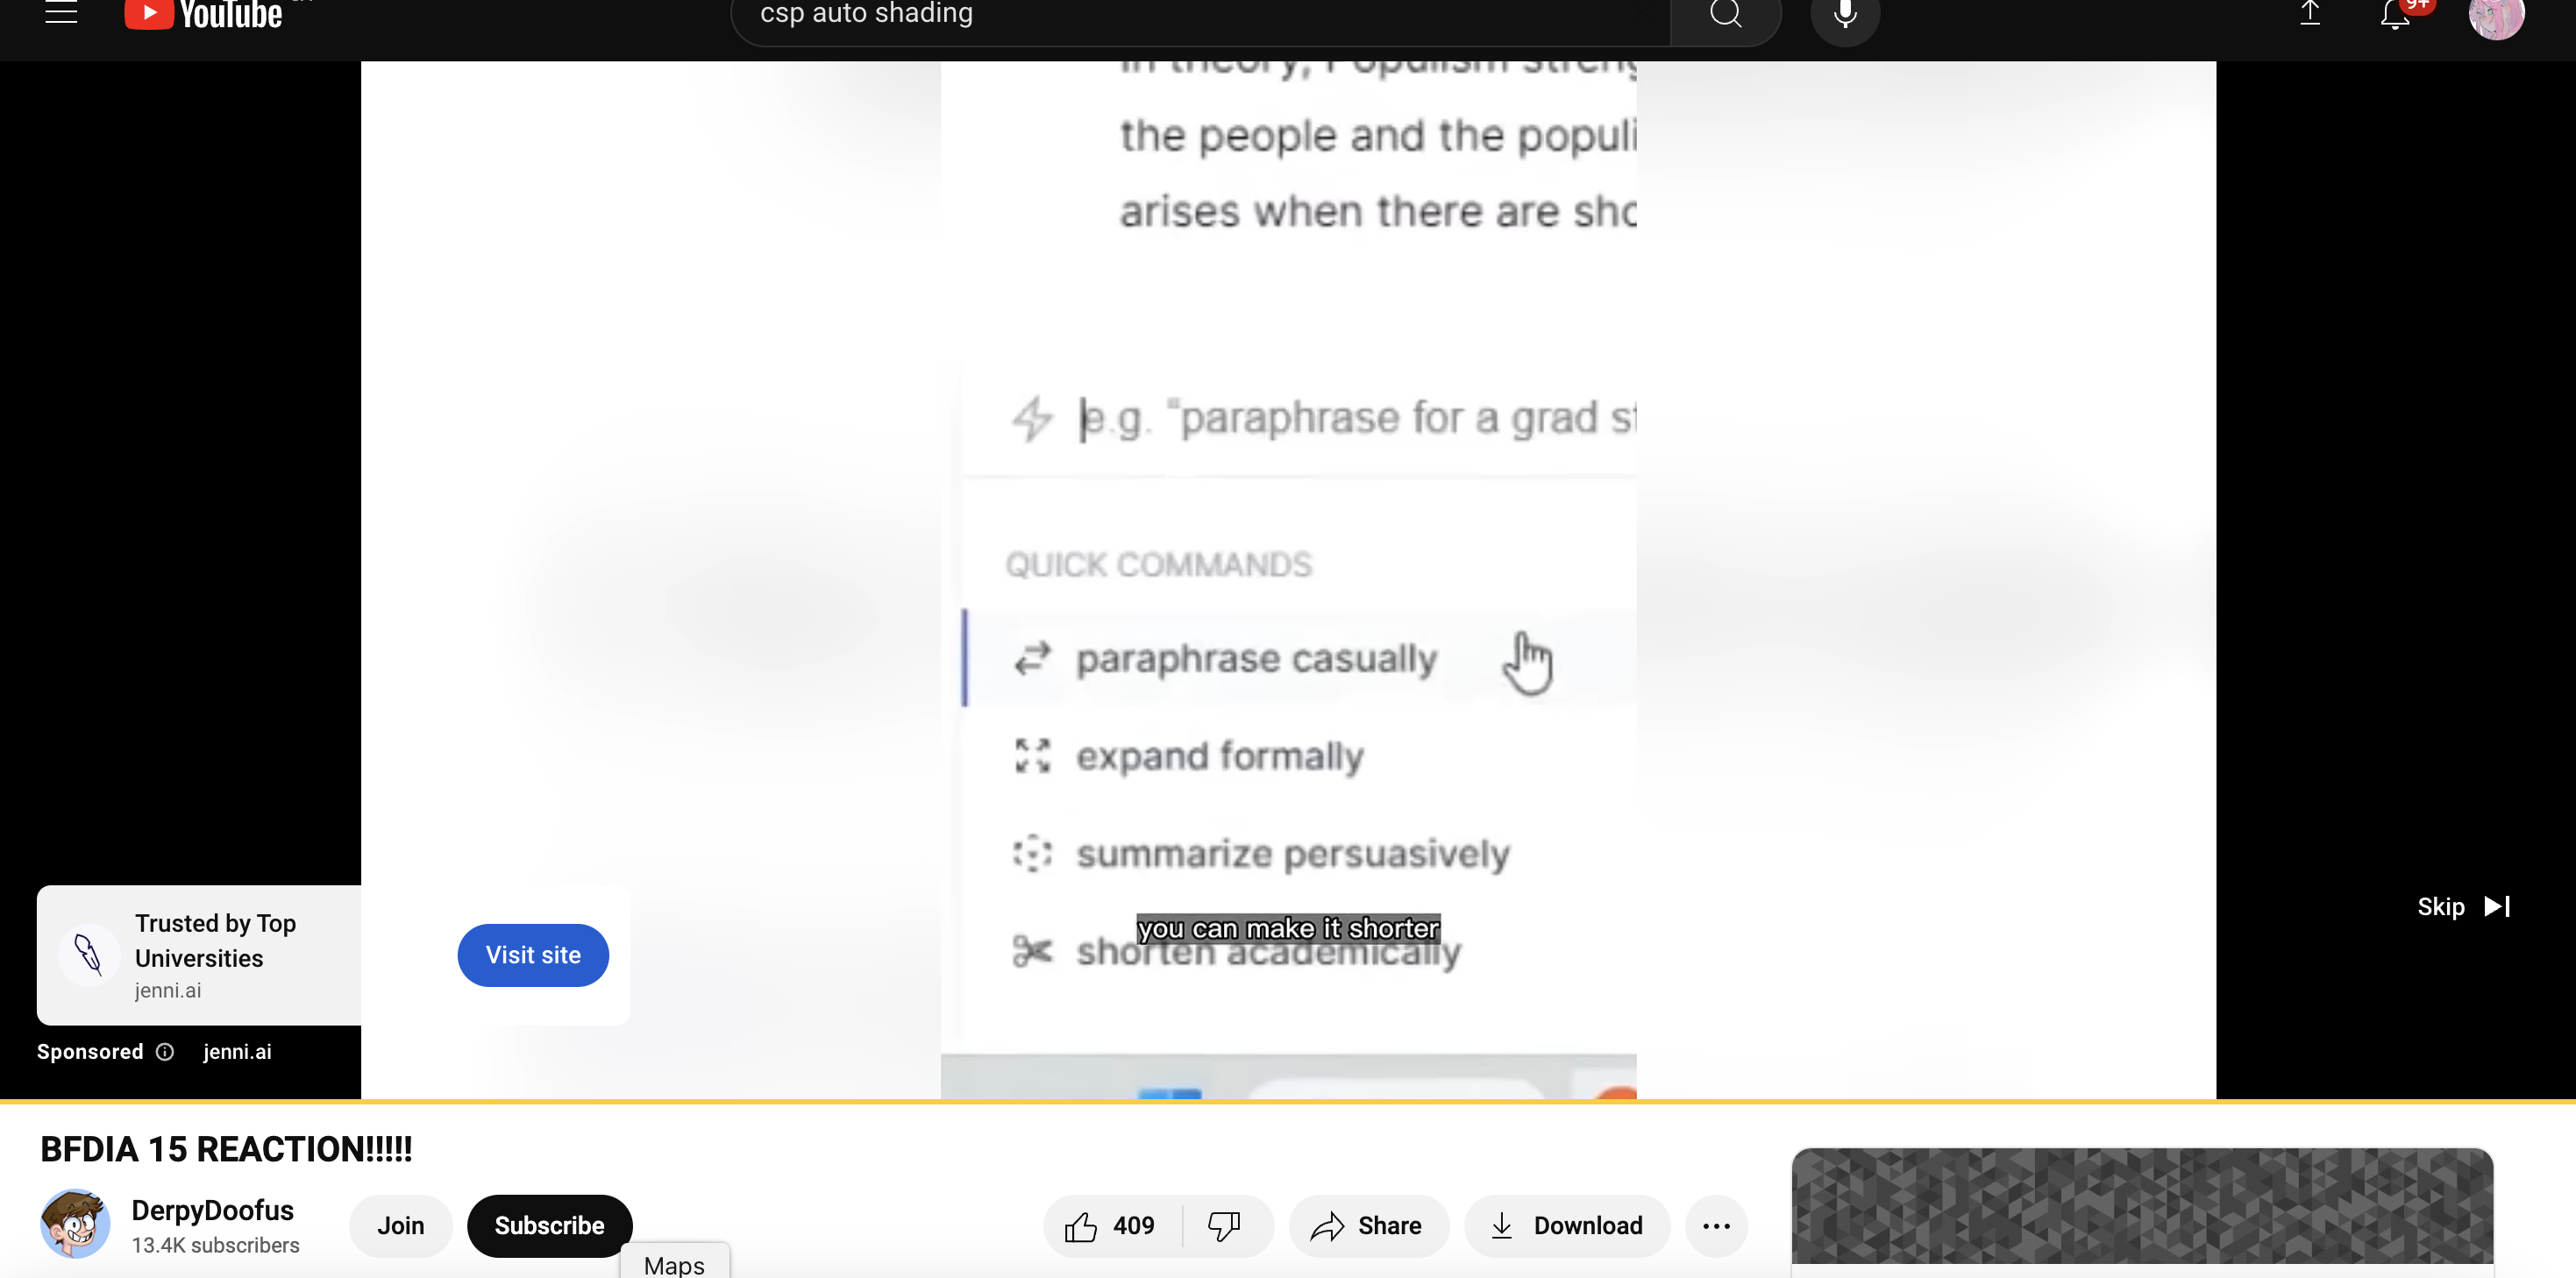 YouTube
csp auto shading
9+
the people and the populi
arises when there are sho
e.g. "paraphrase for a grad st
QUICK COMMANDS
paraphrase casually
expand formally
summarize persuasively
you can make it shorter
shorten academically
Trusted by Top
Universities
jenni.ai
Visit site
Skip
Sponsored jenni.ai
BFDIA 15 REACTION!!!!!
DerpyDoofus
13.4K subscribers
Join
Subscribe
409
Share
Download
Maps